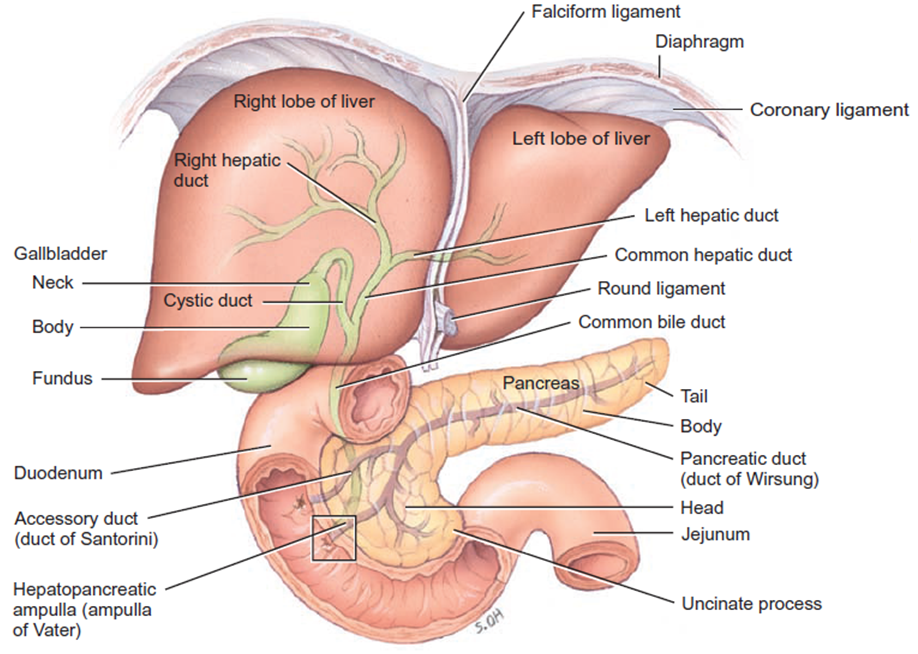 Falciform ligament
Diaphragm
Coronary ligament
Right lobe of liver
Left lobe of liver
Right hepatic
duct
Left hepatic duct
Gallbladder
Common hepatic duct
Neck
Round ligament
Cystic duct
Common bile duct
Body
Fundus
Pancreas
Tail
Body
Pancreatic duct
(duct of Wirsung)
Duodenum
Head
Accessory duct
(duct of Santorini)
Jejunum
Hepatopancreatic
ampulla (ampulla
of Vater)
Uncinate process
S.OH